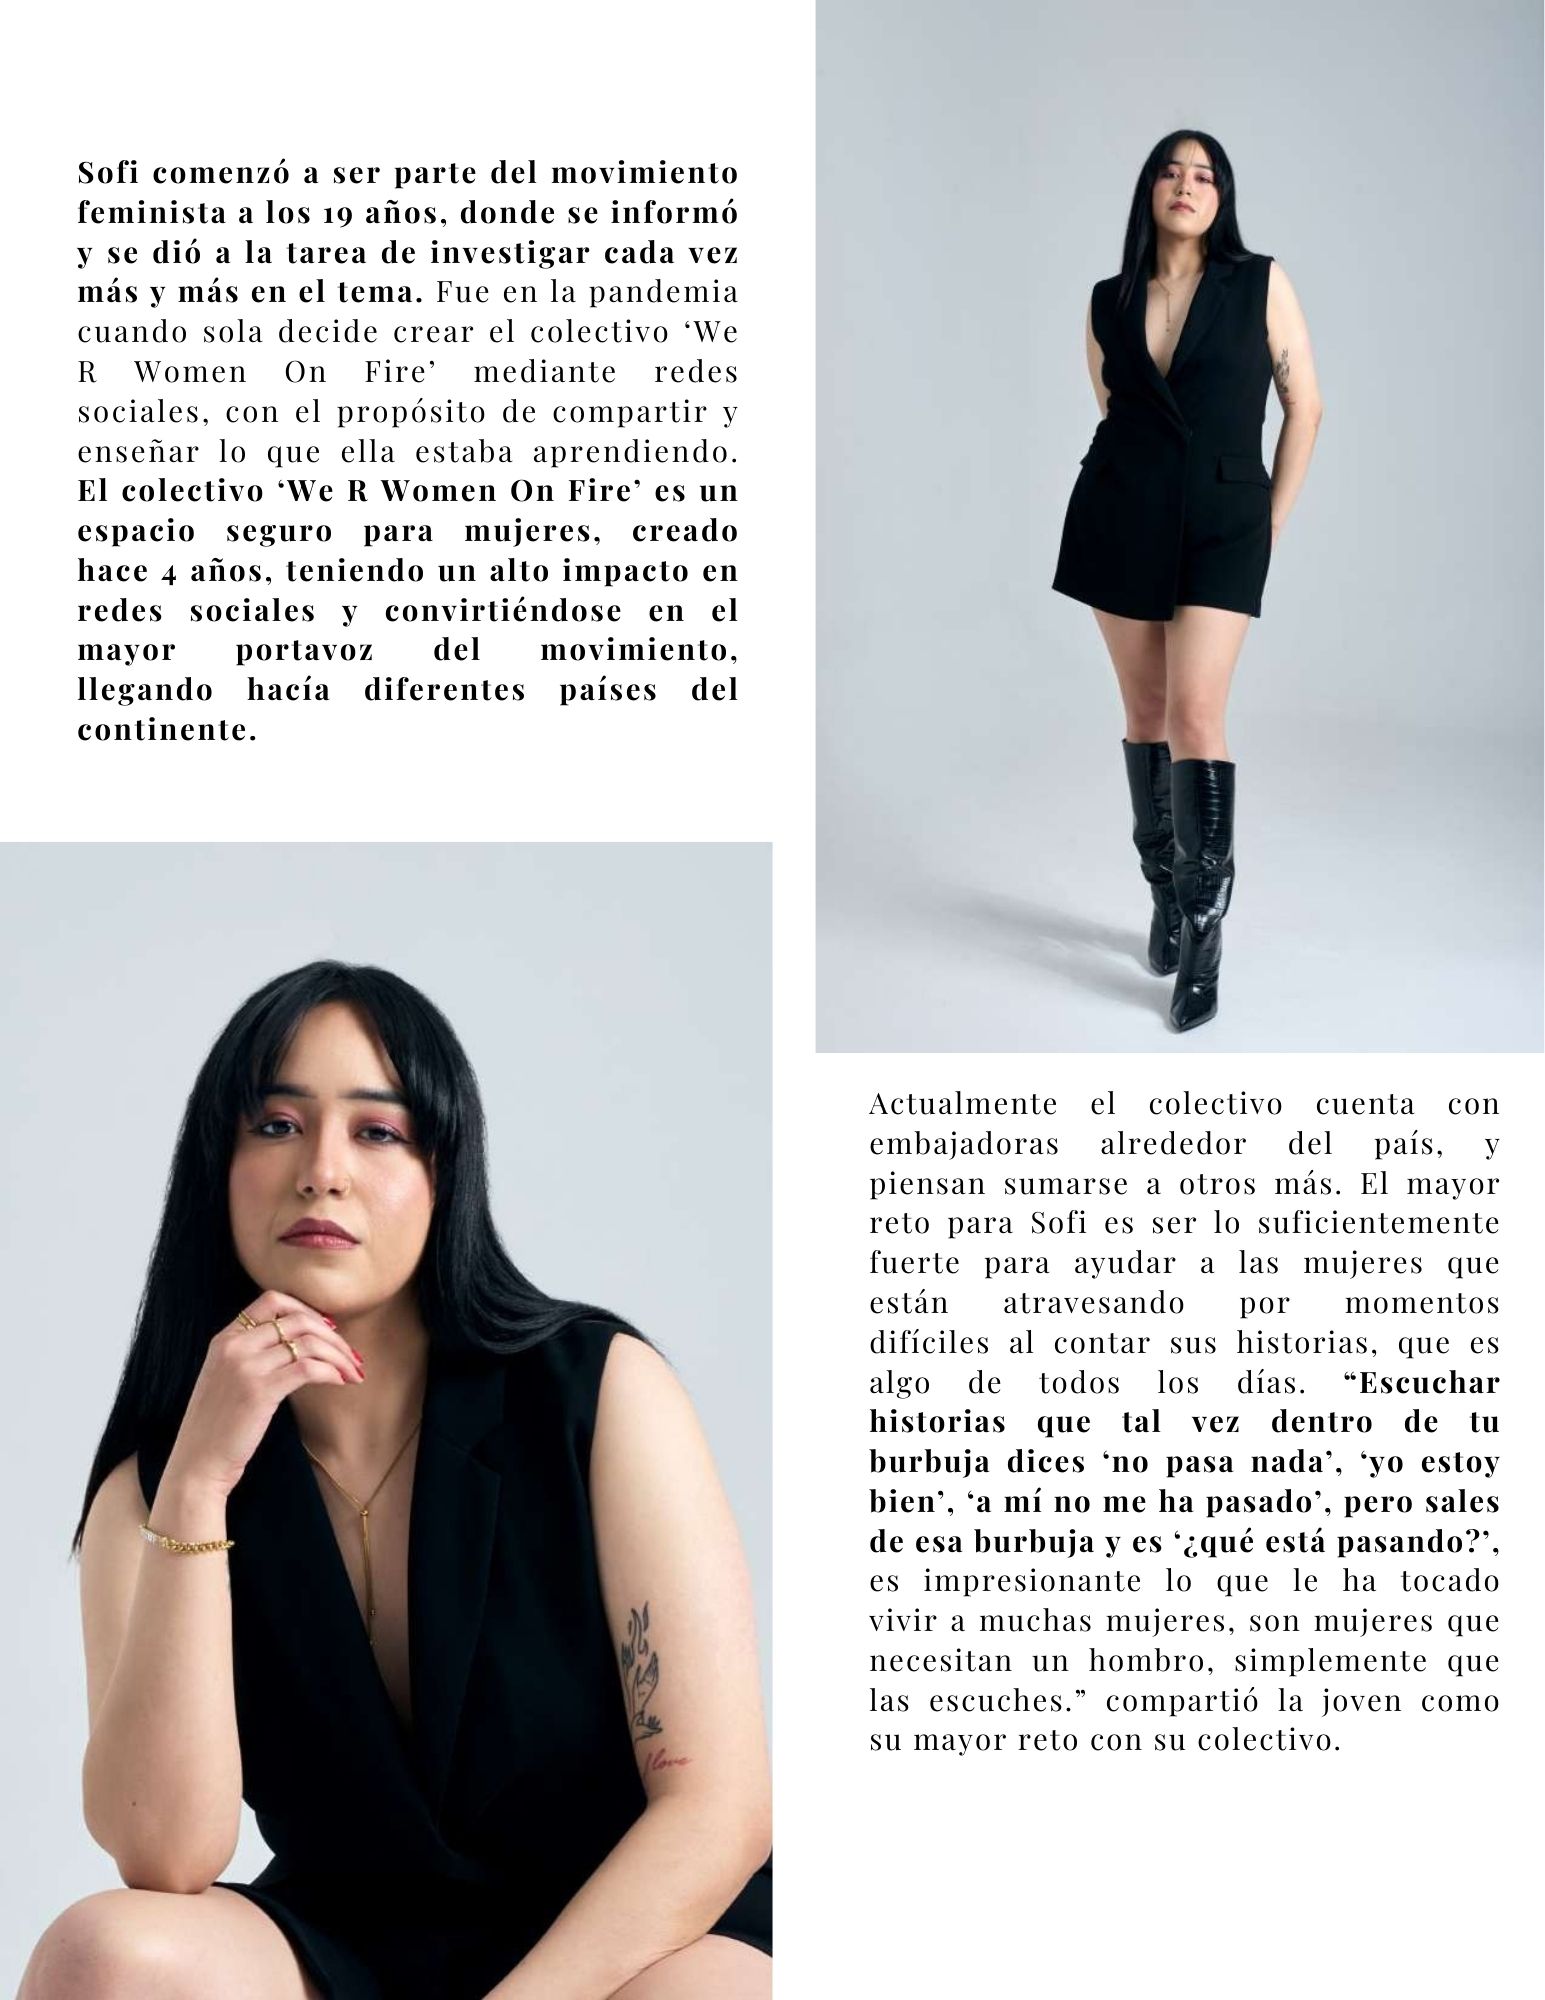 Sofi comenzó a ser parte del movimiento
feminista a los 19 años, donde se informó
y se dió a la tarea de investigar cada vez
más y más en el tema. Fue en la pandemia
cuando sola decide crear el colectivo ‘We
R Women On Fire’ mediante redes
sociales, con el propósito de compartir y
enseñar lo que ella estaba aprendiendo.
El colectivo ‘We R Women On Fire’ es un
espacio seguro para mujeres, creado
hace 4 años, teniendo un alto impacto en
redes sociales y convirtiéndose en el
mayor portavoz del movimiento,
llegando hacía diferentes países del
continente.
love
Actualmente el colectivo cuenta con
embajadoras alrededor del país, y
piensan sumarse a otros más. El mayor
reto para Sofi es ser lo suficientemente
fuerte para ayudar a las mujeres que
están atravesando por momentos
difíciles al contar sus historias, que es
algo de todos los días. “Escuchar
historias que tal vez dentro de tu
burbuja dices ‘no pasa nada’, ‘yo estoy
bien’, ‘a mí no me ha pasado’, pero sales
de esa burbuja y es ‘¿qué está pasando?’,
es impresionante lo que le ha tocado
vivir a muchas mujeres, son mujeres que
necesitan un hombro, simplemente que
las escuches.” compartió la joven como
su mayor reto con su colectivo.